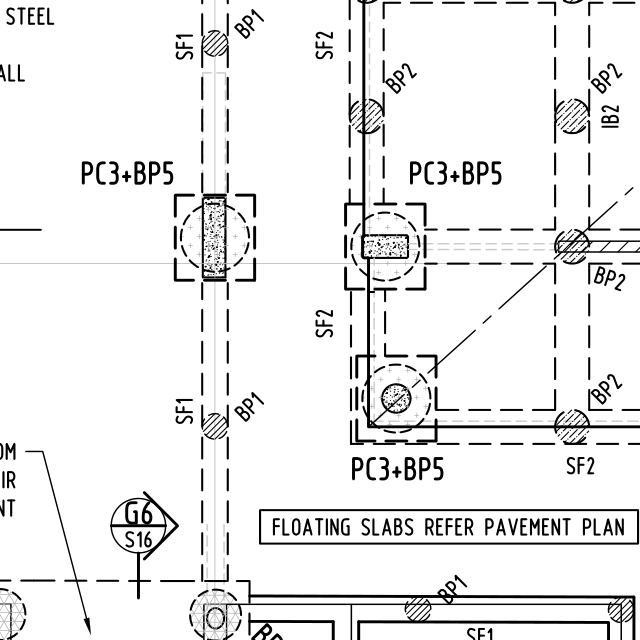 STEEL
ALL
SF1
BP1
SF2
BP2
BP2
IB2
PC3+BP5
PC3+BP5
BP2
SF2
SF1
BP1
BP2
PC3+BP5
SF2
OM
IR
NT
G6
S16
FLOATING SLABS REFER PAVEMENT PLAN
BP1
SF1